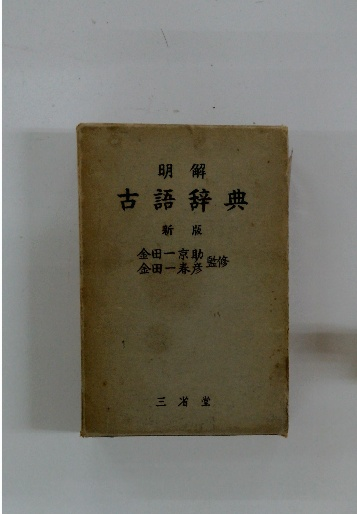 明解
古語辞典
新版
金田一京助
金田一春彦 監修
三省堂